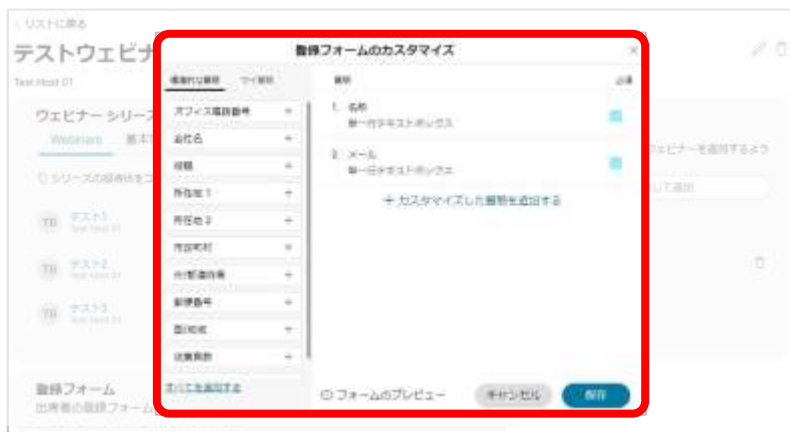 リストに戻る
テストウェビナ
Test Host 01
ウェビナー シリーズ
Webinars 基本
シリーズの招待状をコ
T0 テスト1
Test Host 01
T0 テスト2
Test Host 01
T0 テスト3
Test Host 01
登録フォーム
出席者の登録フォーム
ェビナーを追加するよう
して追加
登録フォームのカスタマイズ
標準的な質問 マイ質問
オフィス電話番号
会社名
役職
所在地 1
所在地 2
市区町村
州/都道府県
郵便番号
国/地域
従業員数
すべてを追加する
質問 必須
1. 名前
単一行テキストボックス
2. メール
単一行テキストボックス
+ カスタマイズした質問を追加する
フォームのプレビュー キャンセル 保存